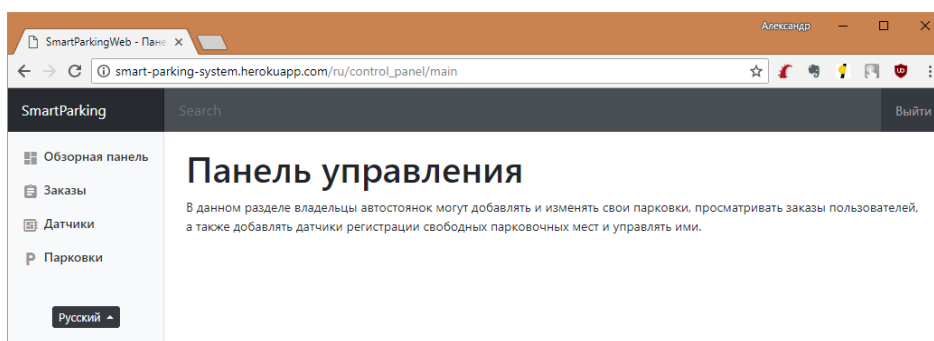 Александр
SmartParkingWeb - Пане
smart-parking-system.herokuapp.com/ru/control_panel/main
SmartParking
Search
Выйти
Обзорная панель
Заказы
Датчики
Парковки
Русский
Панель управления
В данном разделе владельцы автостоянок могут добавлять и изменять свои парковки, просматривать заказы пользователей,
а также добавлять датчики регистрации свободных парковочных мест и управлять ими.